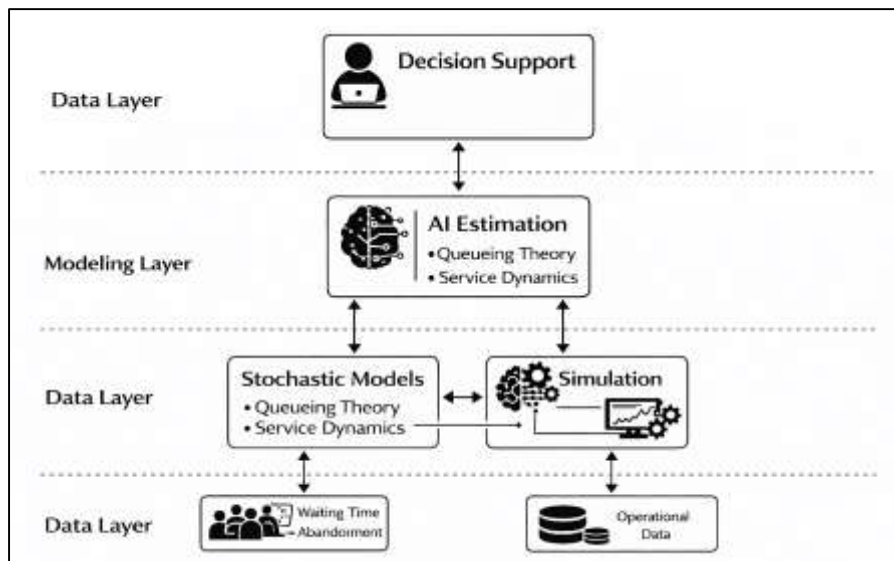 Decision Support
Data Layer
AI Estimation
•Queueing Theory
•Service Dynamics
Modeling Layer
Stochastic Models
• Queueing Theory
• Service Dynamics
Simulation
Data Layer
Waiting Time
Abandorment
Operational
Data
Data Layer